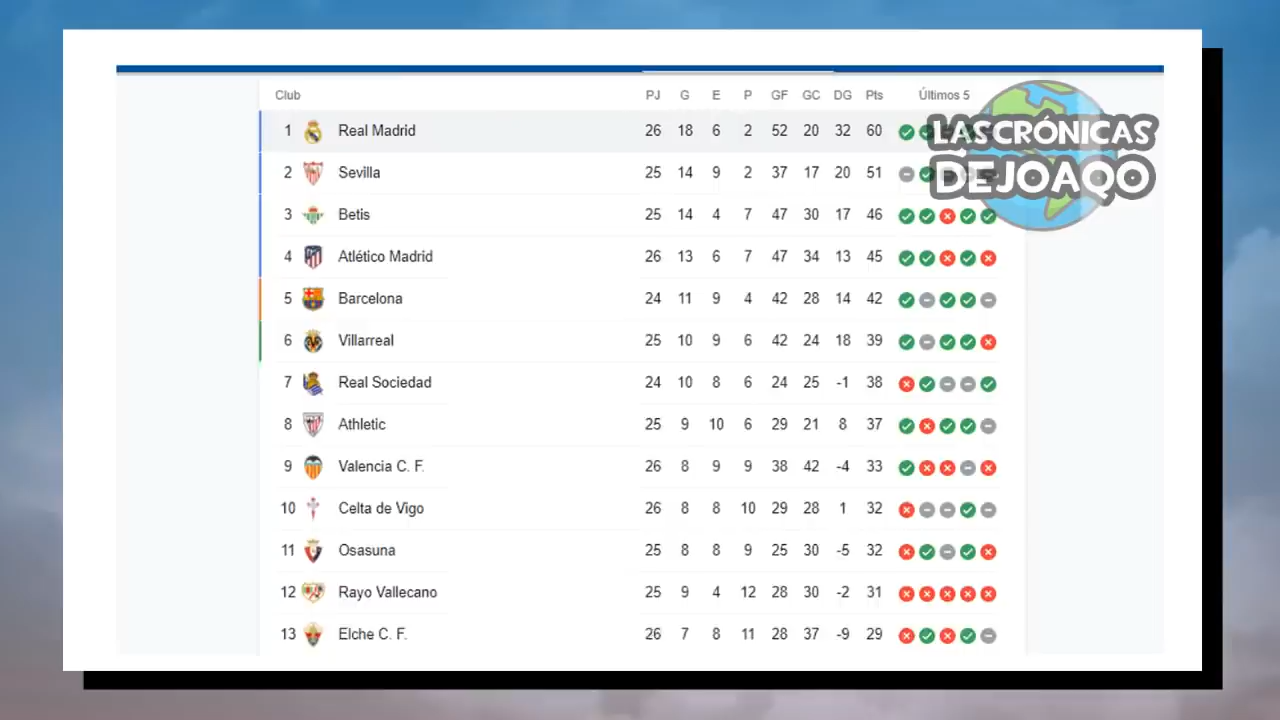 Club PJ G E P GF GC DG Pts Últimos 5
1 Real Madrid 26 18 6 2 52 20 32 60
2 Sevilla 25 14 9 2 37 17 20 51
3 Betis 25 14 4 7 47 30 17 46
4 Atlético Madrid 26 13 6 7 47 34 13 45
5 Barcelona 24 11 9 4 42 28 14 42
6 Villarreal 25 10 9 6 42 24 18 39
7 Real Sociedad 24 10 8 6 24 25 -1 38
8 Athletic 25 9 10 6 29 21 8 37
9 Valencia C. F. 26 8 9 9 38 42 -4 33
10 Celta de Vigo 26 8 8 10 29 28 1 32
11 Osasuna 25 8 8 9 25 30 -5 32
12 Rayo Vallecano 25 9 4 12 28 30 -2 31
13 Elche C. F. 26 7 8 11 28 37 -9 29
LAS CRÓNICAS
DE JOAQO